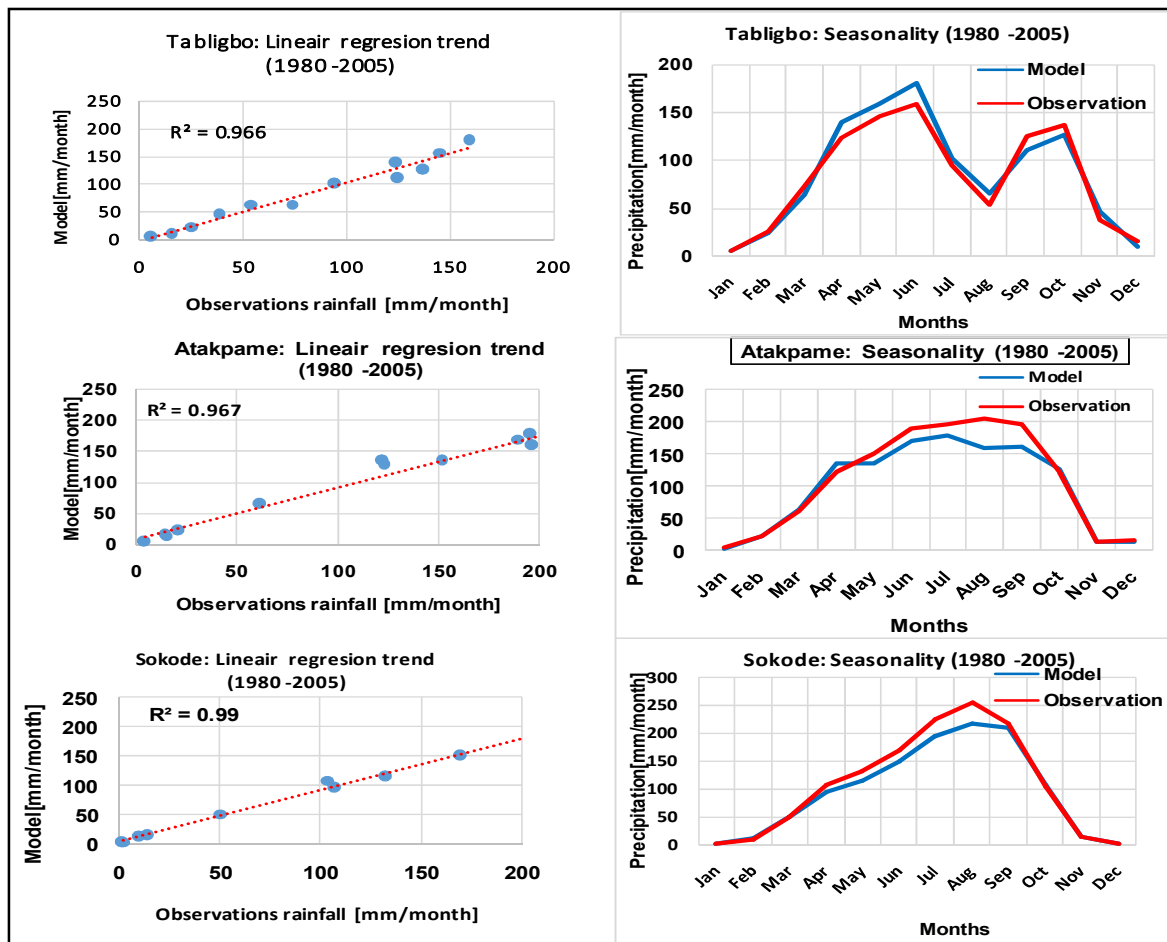 Tabligbo: Lineair regresion trend
(1980 -2005)
250
200
150
100
50
0
R² = 0.966
Model[mm/month]
0 50 100 150 200
Observations rainfall [mm/month]
Tabligbo: Seasonality (1980 -2005)
Model
Observation
200
150
100
50
0
Precipitation[mm/month]
Jan Feb Mar Apr May Jun Jul Aug Sep Oct Nov Dec
Months
Atakpame: Lineair regresion trend
(1980 -2005)
250
200
150
100
50
0
R² = 0.967
Model[mm/month]
0 50 100 150 200
Observations rainfall [mm/month]
Atakpame: Seasonality (1980 -2005)
Model
Observation
250
200
150
100
50
0
Precipitation[mm/month]
Jan Feb Mar Apr May Jun Jul Aug Sep Oct Nov Dec
Months
Sokode: Lineair regresion trend
(1980 -2005)
250
200
150
100
50
0
R² = 0.99
Model[mm/month]
0 50 100 150 200
Observations rainfall [mm/month]
Sokode: Seasonality (1980 -2005)
Model
Observation
300
250
200
150
100
50
0
Precipitation[mm/month]
Jan Feb Mar Apr May Jun Jul Aug Sep Oct Nov Dec
Months